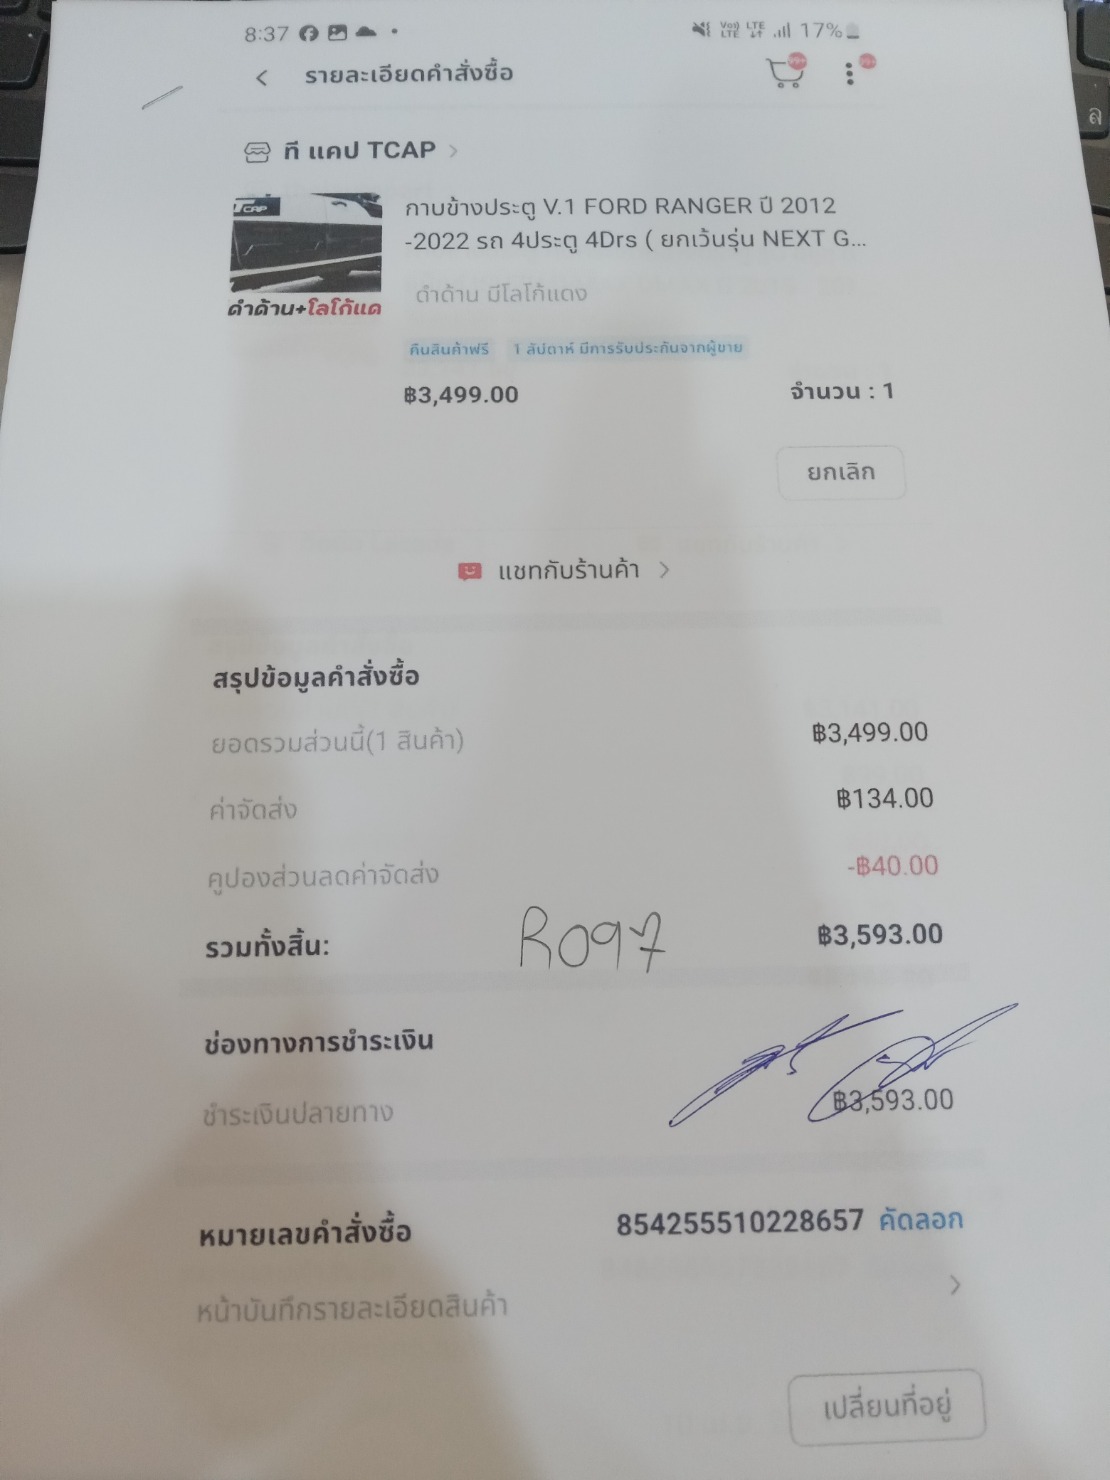 8:37 17%
รายละเอียดคำสั่งซื้อ
ที แคป TCAP
TCAP
ดำด้าน+โลโก้แด
กาบข้างประตู V.1 FORD RANGER ปี 2012
-2022 รถ 4ประตู 4Drs ( ยกเว้นรุ่น NEXT G...
ดำด้าน มีโลโก้แดง
คืนสินค้าฟรี 1 สัปดาห์ มีการรับประกันจากผู้ขาย
฿3,499.00 จำนวน : 1
ยกเลิก
แชทกับร้านค้า
สรุปข้อมูลคำสั่งซื้อ
ยอดรวมส่วนนี้(1 สินค้า) ฿3,499.00
ค่าจัดส่ง ฿134.00
คูปองส่วนลดค่าจัดส่ง -฿40.00
รวมทั้งสิ้น: R097 ฿3,593.00
ช่องทางการชำระเงิน
ชำระเงินปลายทาง ฿3,593.00
หมายเลขคำสั่งซื้อ 854255510228657 คัดลอก
หน้าบันทึกรายละเอียดสินค้า
เปลี่ยนที่อยู่
ล